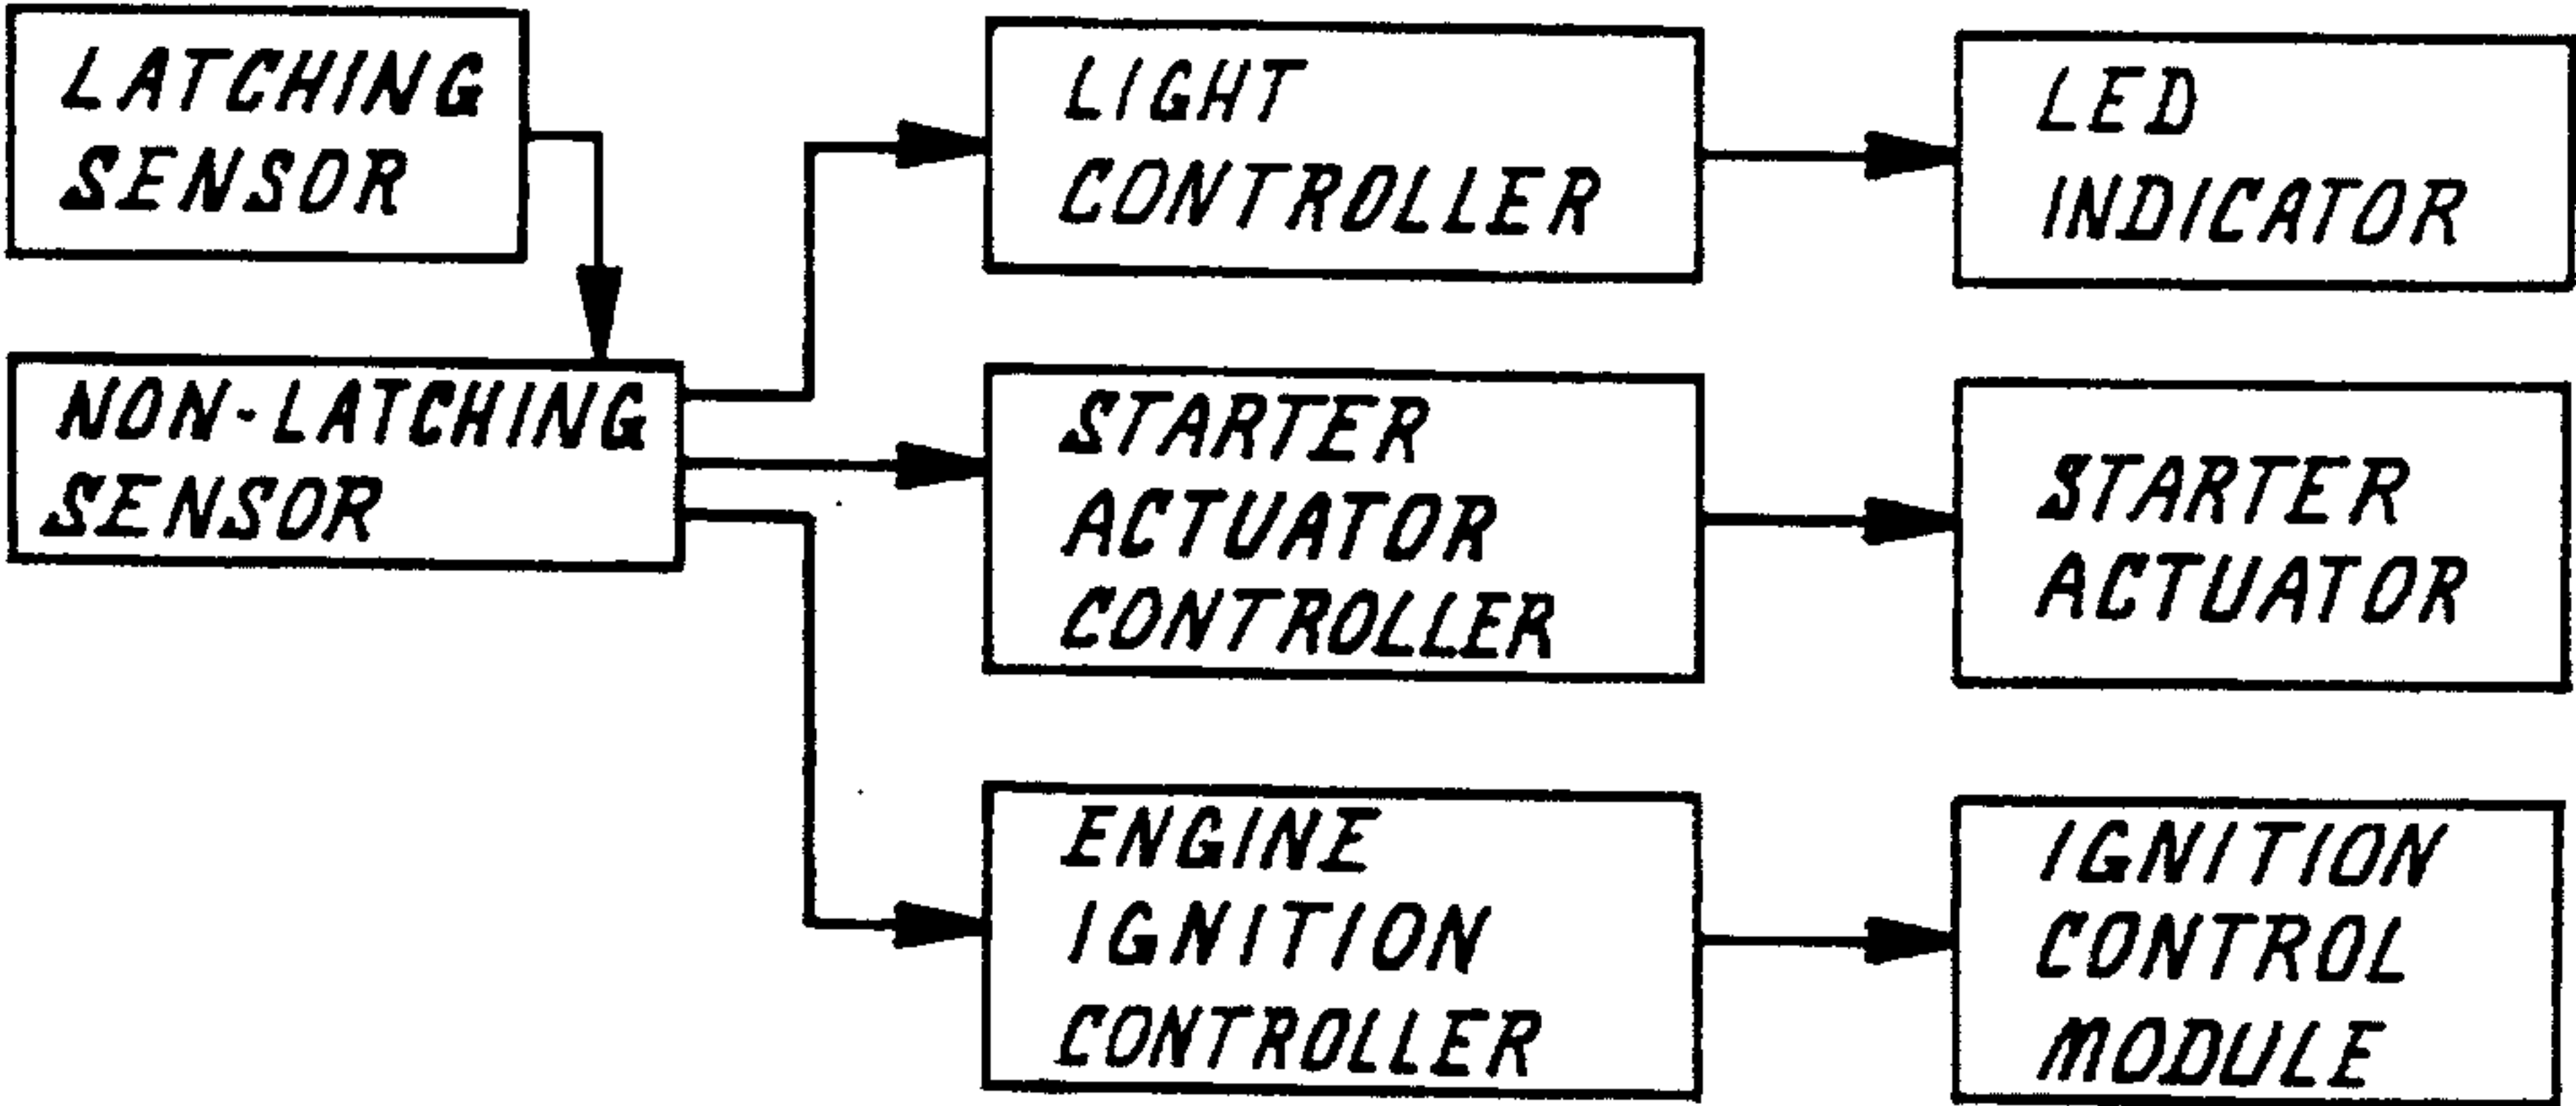 LATCHING
SENSOR
LIGHT
CONTROLLER
LED
INDICATOR
NON-LATCHING
SENSOR
STARTER
ACTUATOR
CONTROLLER
STARTER
ACTUATOR
ENGINE
IGNITION
CONTROLLER
IGNITION
CONTROL
MODULE